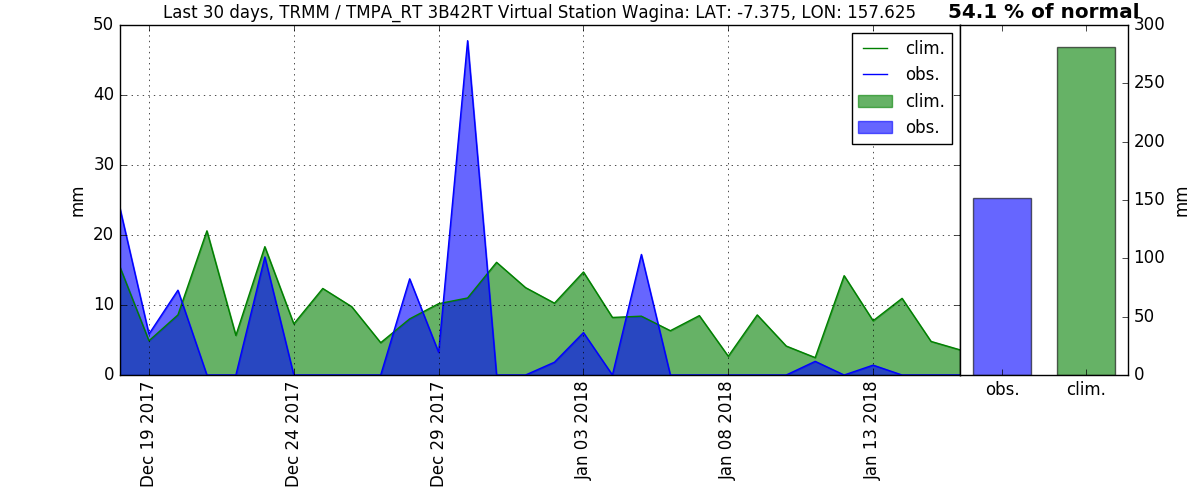 Last 30 days, TRMM / TMPA_RT 3B42RT Virtual Station Wagina: LAT: -7.375, LON: 157.625
54.1 % of normal
50
40
30
20
10
0
mm
clim.
obs.
clim.
obs.
Dec 19 2017
Dec 24 2017
Dec 29 2017
Jan 03 2018
Jan 08 2018
Jan 13 2018
300
250
200
150
100
50
0
mm
obs.
clim.